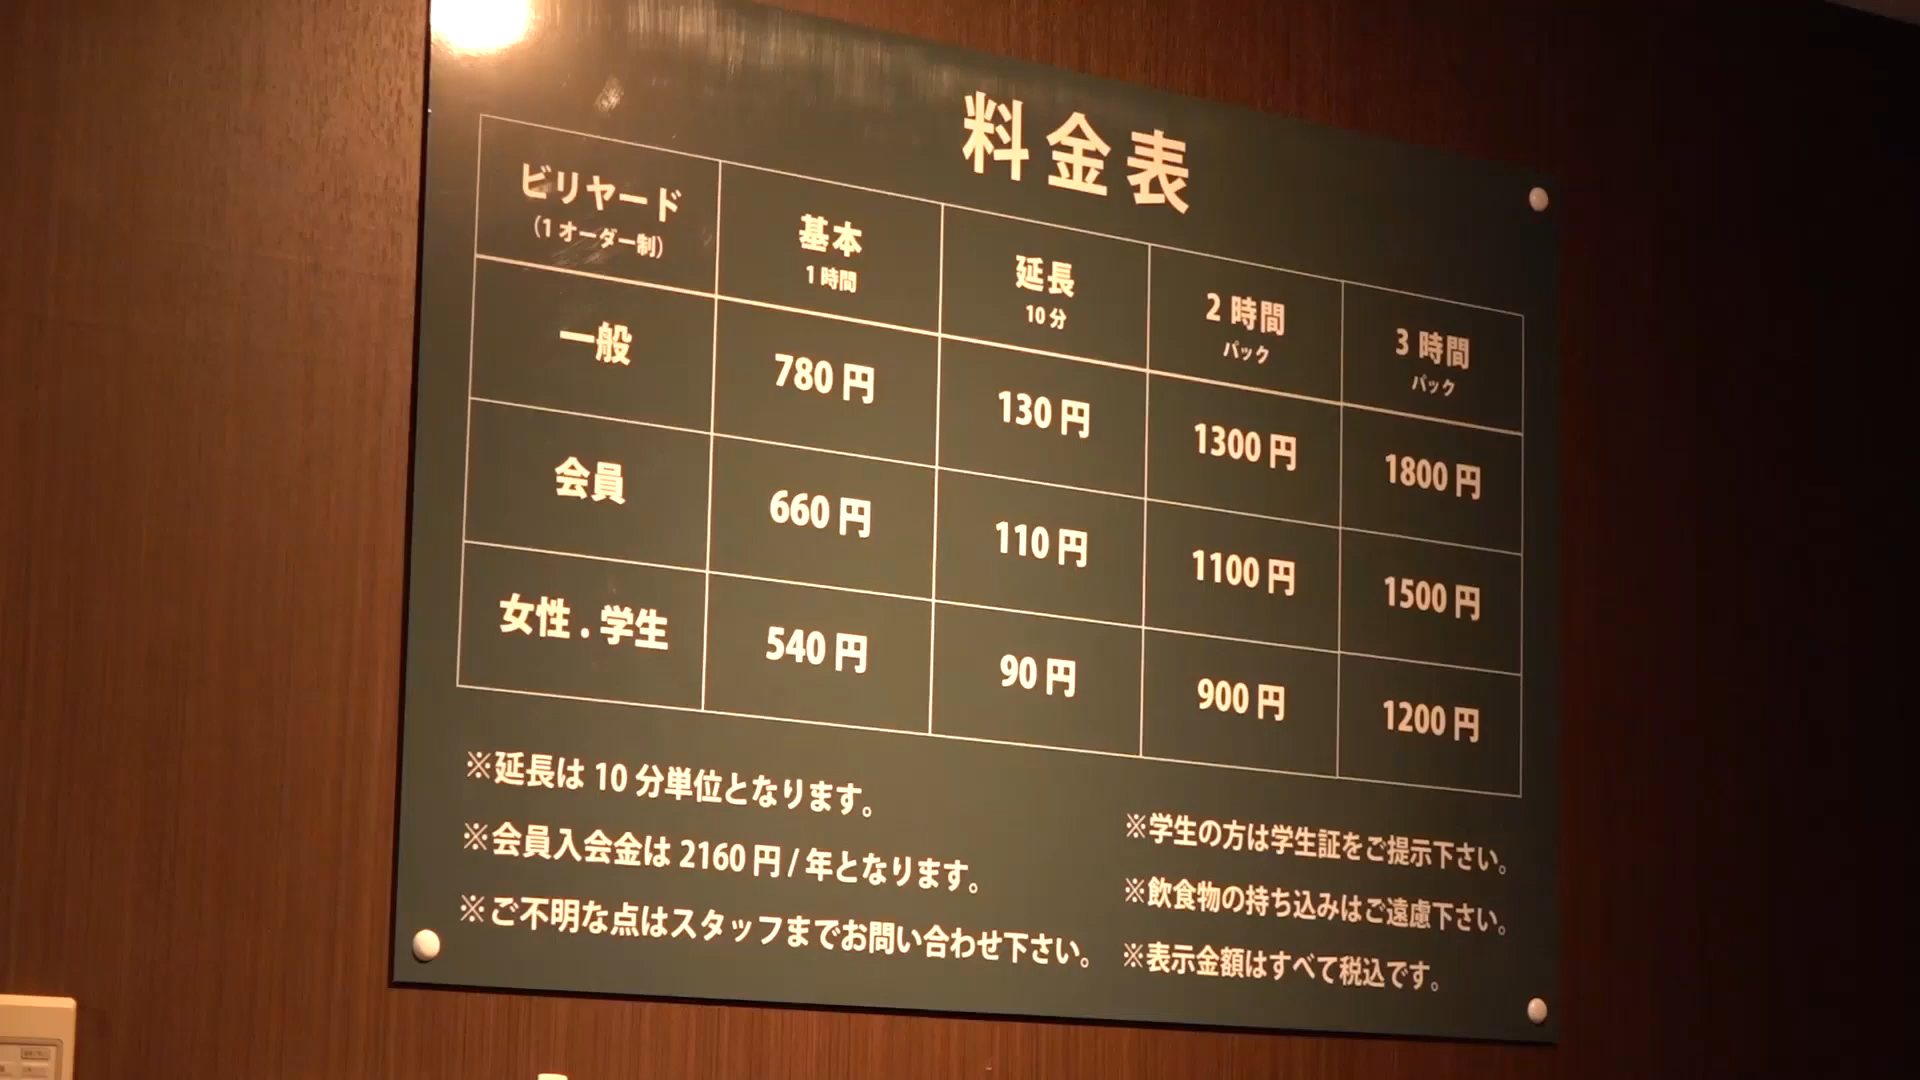 料金表
ビリヤード
(1オーダー制)
基本
1時間
延長
10分
2時間
パック
3時間
パック
一般
780円
130円
1300円
1800円
会員
660円
110円
1100円
1500円
女性.学生
540円
90円
900円
1200円
※延長は10分単位となります。
※会員入会金は2160円/年となります。
※ご不明な点はスタッフまでお問い合わせ下さい。
※学生の方は学生証をご提示下さい。
※飲食物の持ち込みはご遠慮下さい。
※表示金額はすべて税込です。